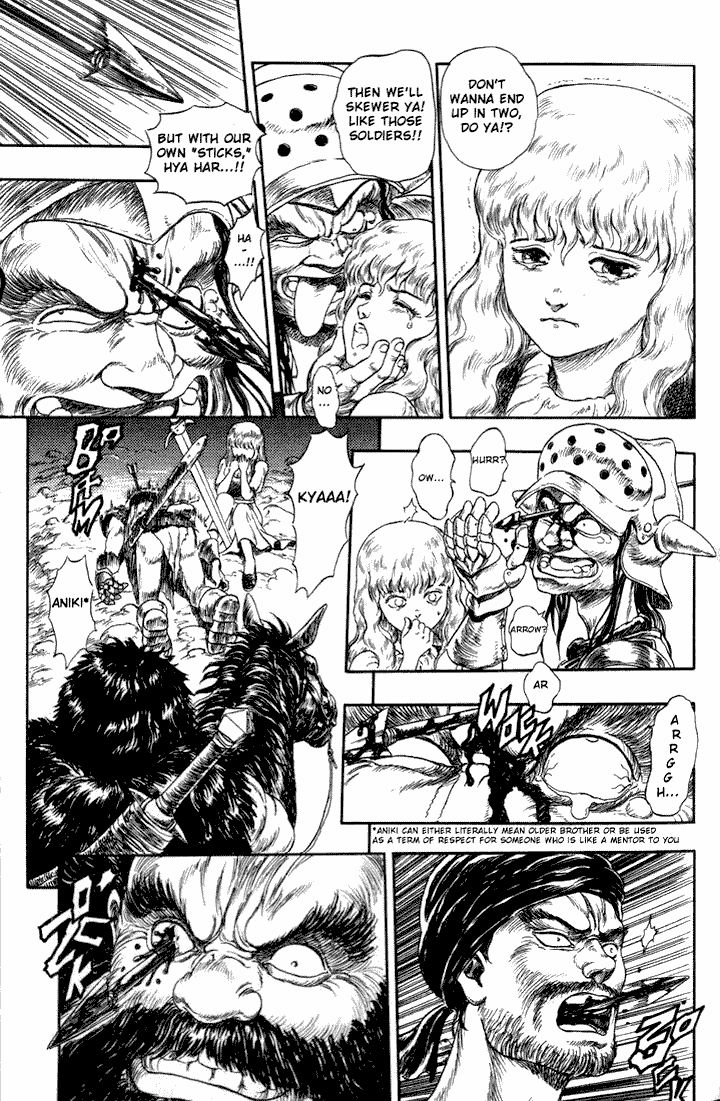 DON'T
WANNA END
UP IN TWO,
DO YA!?
THEN WE'LL
SKEWER YA!
LIKE THOSE
SOLDIERS!!
NO
...
BUT WITH OUR
OWN "STICKS,"
HYA HAR...!!
HA
-
...!!
HURR?
OW...
ARROW?
KYAAA!
ANIKI*
AR
ARRGGH...
*ANIKI CAN EITHER LITERALLY MEAN OLDER BROTHER OR BE USED
AS A TERM OF RESPECT FOR SOMEONE WHO IS LIKE A MENTOR TO YOU